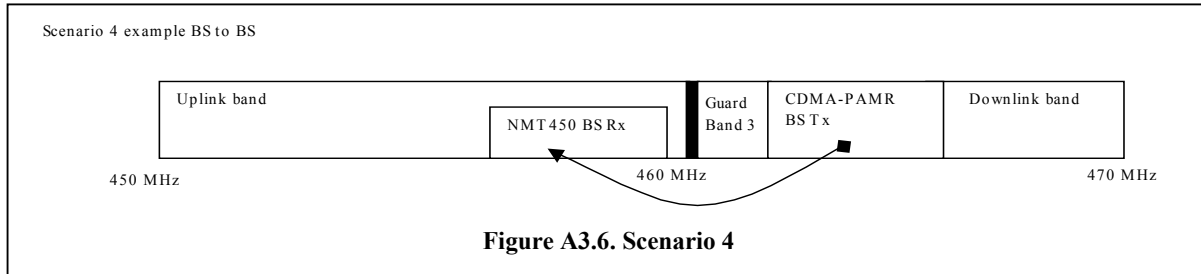 Scenario 4 example BS to BS
Uplink band
NMT450 BS Rx
Guard
Band 3
CDMA-PAMR
BS Tx
Downlink band
450 MHz
460 MHz
470 MHz
Figure A3.6. Scenario 4